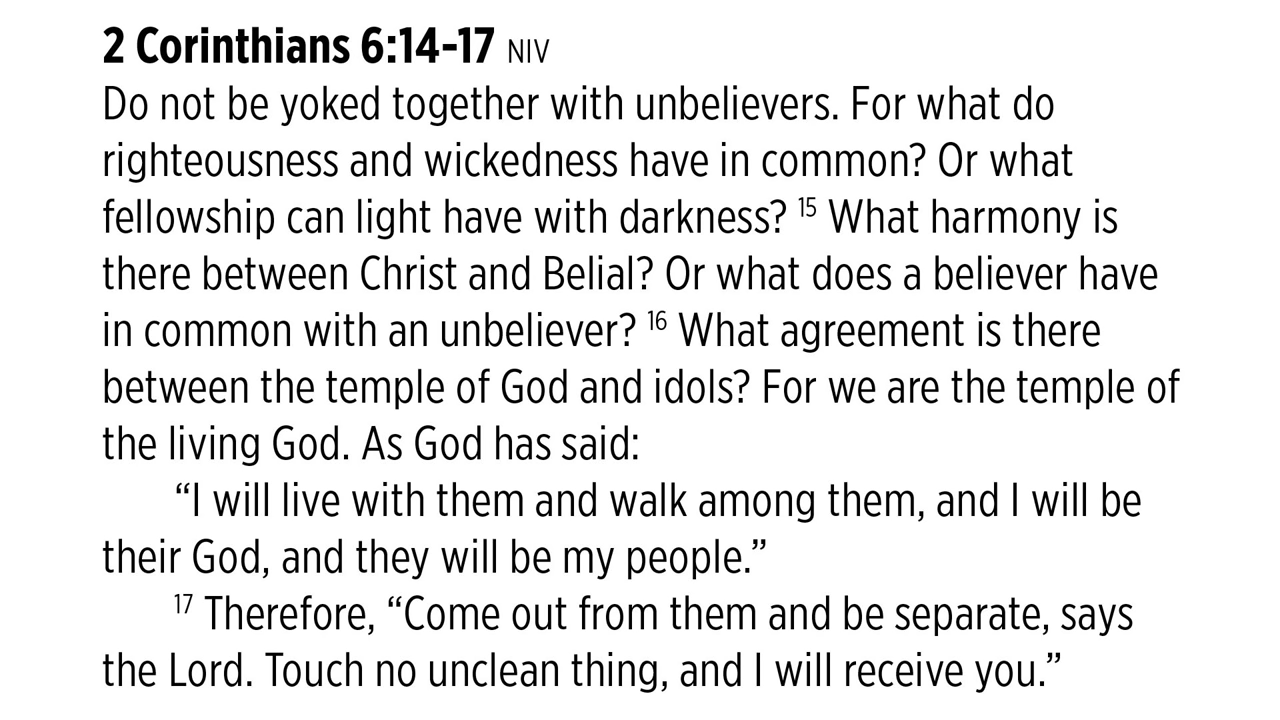 2 Corinthians 6:14-17 NIV
Do not be yoked together with unbelievers. For what do
righteousness and wickedness have in common? Or what
fellowship can light have with darkness? 15 What harmony is
there between Christ and Belial? Or what does a believer have
in common with an unbeliever? 16 What agreement is there
between the temple of God and idols? For we are the temple of
the living God. As God has said:
“I will live with them and walk among them, and I will be
their God, and they will be my people.”
17 Therefore, “Come out from them and be separate, says
the Lord. Touch no unclean thing, and I will receive you.”